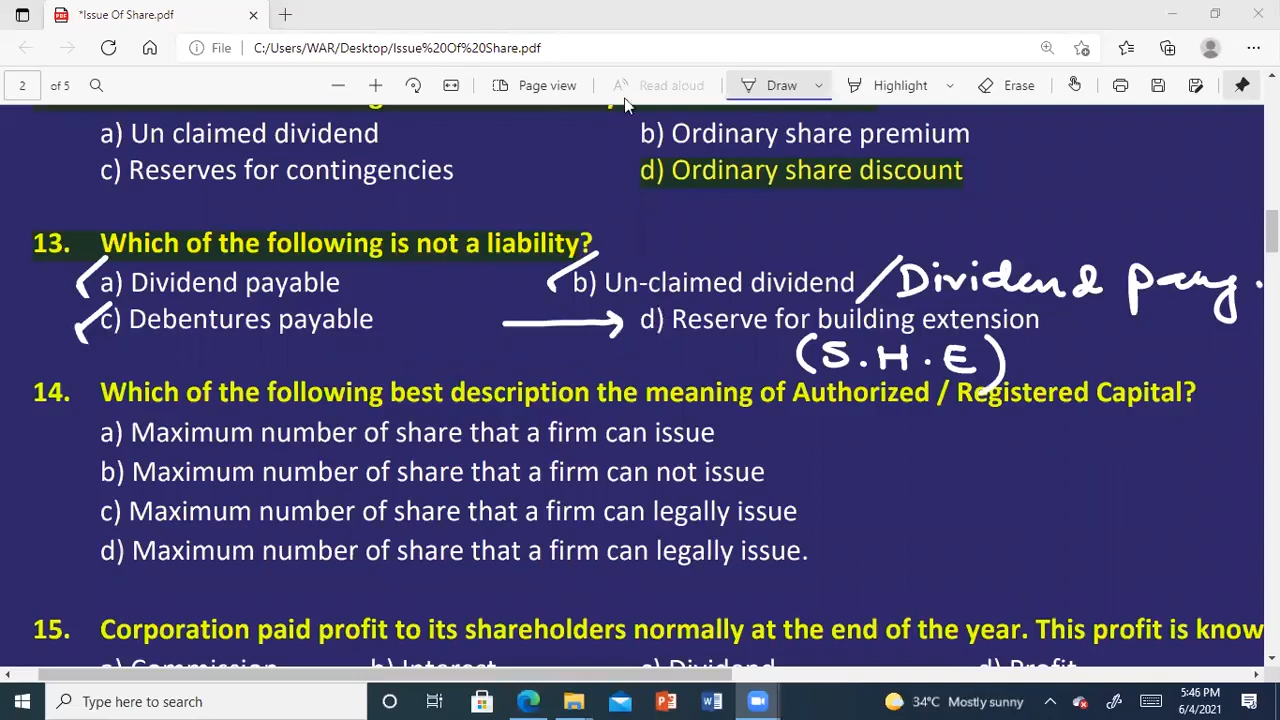 *Issue Of Share.pdf
File C:/Users/WAR/Desktop/Issue%20Of%20Share.pdf
2 of 5 Page view Read aloud Draw Highlight Erase
a) Un claimed dividend b) Ordinary share premium
c) Reserves for contingencies d) Ordinary share discount
13. Which of the following is not a liability?
a) Dividend payable b) Un-claimed dividend / Dividend pay.
c) Debentures payable d) Reserve for building extension
(S.H.E)
14. Which of the following best description the meaning of Authorized / Registered Capital?
a) Maximum number of share that a firm can issue
b) Maximum number of share that a firm can not issue
c) Maximum number of share that a firm can legally issue
d) Maximum number of share that a firm can legally issue.
15. Corporation paid profit to its shareholders normally at the end of the year. This profit is know
a) Commission b) Interest c) Dividend d) Profit
Type here to search 34°C Mostly sunny 5:46 PM
6/4/2021